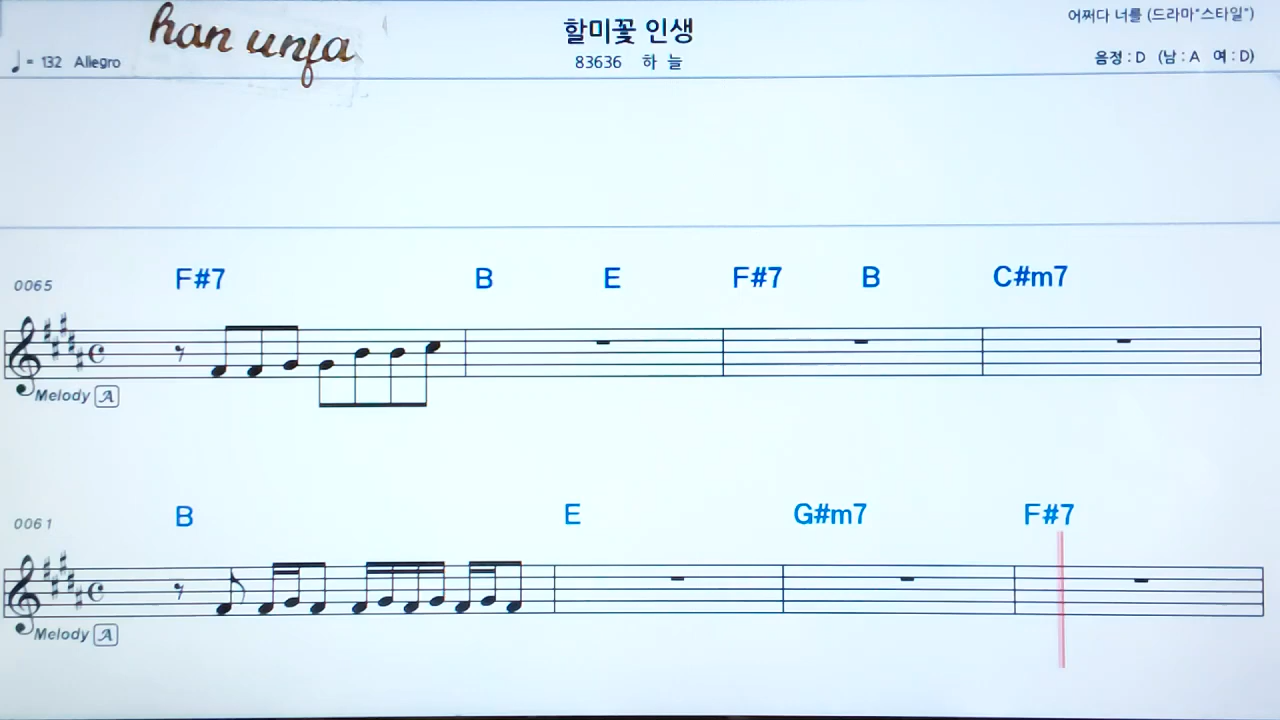 han unja
할미꽃 인생
어쩌다 너를 (드라마"스타일")
♩= 132 Allegro
83636 하 늘
음정 : D (남 : A 여 : D)
0065
F#7 B E F#7 B C#m7
Melody A
0061
B E G#m7 F#7
Melody A